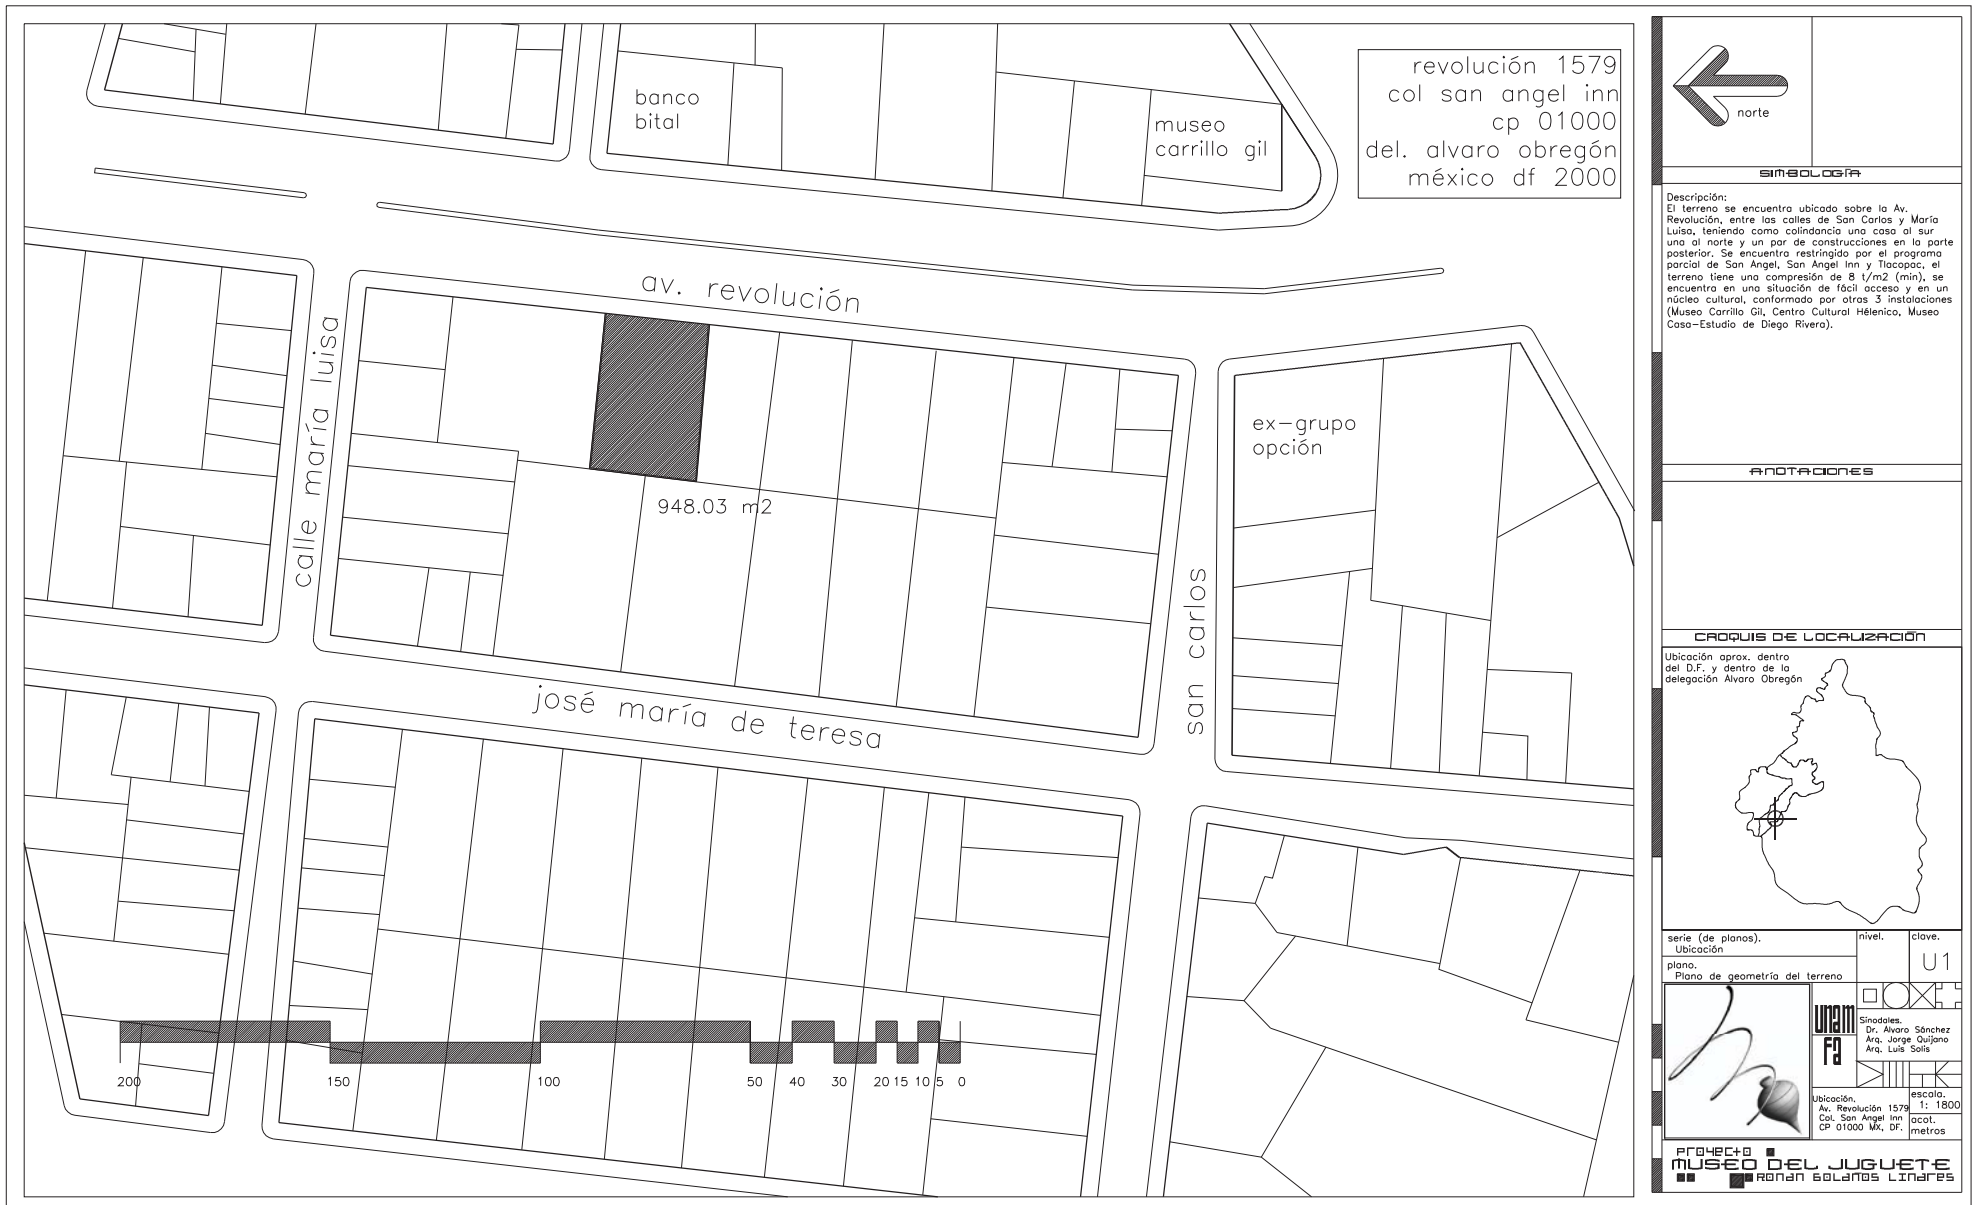 banco
bital
museo
carrillo gil
revolución 1579
col san angel inn
cp 01000
del. alvaro obregón
méxico df 2000
av. revolución
calle maría luisa
948.03 m2
ex-grupo
opción
san carlos
josé maría de teresa
200 150 100 50 40 30 20 15 10 5 0
norte
SIMBOLOGÍA
Descripción:
El terreno se encuentra ubicado sobre la Av.
Revolución, entre las calles de San Carlos y María
Luisa, teniendo como colindancia una casa al sur
una al norte y un par de construcciones en la parte
posterior. Se encuentra restringido por el programa
parcial de San Angel, San Angel Inn y Tlacopac, el
terreno tiene una compresión de 8 t/m2 (min), se
encuentra en una situación de fácil acceso y en un
núcleo cultural, conformado por otras 3 instalaciones
(Museo Carrillo Gil, Centro Cultural Hélenico, Museo
Casa-Estudio de Diego Rivera).
ANOTACIONES
CROQUIS DE LOCALIZACIÓN
Ubicación aprox. dentro
del D.F. y dentro de la
delegación Alvaro Obregón
serie (de planos).
Ubicación
nivel.
clave.
U1
plano.
Plano de geometría del terreno
unam
fa
Sinodales.
Dr. Alvaro Sánchez
Arq. Jorge Quijano
Arq. Luis Solis
Ubicación.
Av. Revolución 1579
Col. San Angel Inn
CP 01000 MX, DF.
escala.
1: 1800
acot.
metros
proyecto
MUSEO DEL JUGUETE
RONAN BOLAÑOS LINARES